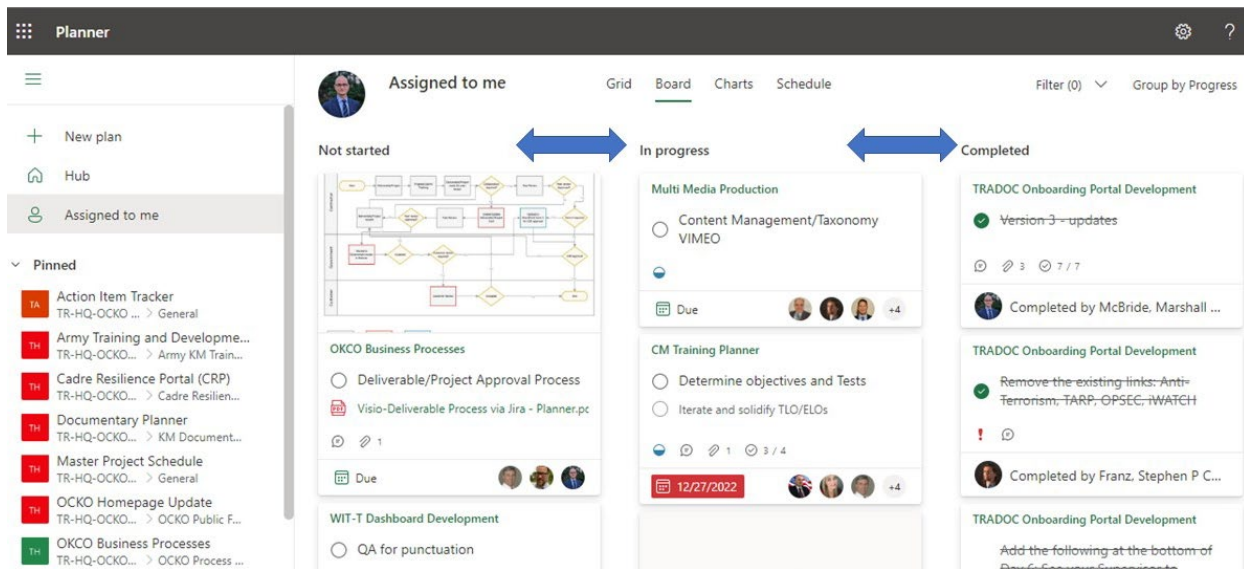 Planner
?
Assigned to me
Grid
Board
Charts
Schedule
Filter (0)
Group by Progress
New plan
Hub
Assigned to me
Pinned
TA
Action Item Tracker
TR-HQ-OCKO ... > General
TH
Army Training and Developme...
TR-HQ-OCKO... > Army KM Train...
TH
Cadre Resilience Portal (CRP)
TR-HQ-OCKO... > Cadre Resilien...
TH
Documentary Planner
TR-HQ-OCKO... > KM Document...
TH
Master Project Schedule
TR-HQ-OCKO... > General
TH
OCKO Homepage Update
TR-HQ-OCKO... > OCKO Public F...
TH
OKCO Business Processes
TR-HQ-OCKO... > OCKO Process ...
Not started
OKCO Business Processes
Deliverable/Project Approval Process
Visio-Deliverable Process via Jira - Planner.pc
1
Due
WIT-T Dashboard Development
QA for punctuation
In progress
Multi Media Production
Content Management/Taxonomy
VIMEO
Due
+4
CM Training Planner
Determine objectives and Tests
Iterate and solidify TLO/ELOs
1
3 / 4
12/27/2022
+4
Completed
TRADOC Onboarding Portal Development
Version 3 - updates
3
7 / 7
Completed by McBride, Marshall ...
TRADOC Onboarding Portal Development
Remove the existing links: Anti-
Terrorism, TARP, OPSEC, iWATCH
Completed by Franz, Stephen P C...
TRADOC Onboarding Portal Development
Add the following at the bottom of